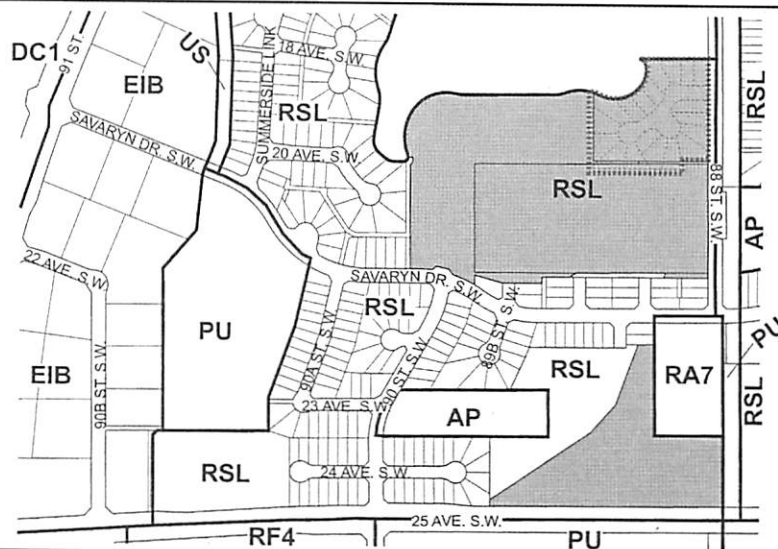 DC1
91 ST.
EIB
US
SUMMERSIDE LINK
18 AVE. S.W.
RSL
RSL
SAVARYN DR. S.W.
20 AVE. S.W.
RSL
88 ST. S.W.
AP
22 AVE. S.W.
SAVARYN DR. S.W.
PU
RSL
90A ST. S.W.
90 ST. S.W.
89B ST. S.W.
RSL
RA7
PU
RSL
EIB
90B ST. S.W.
23 AVE. S.W.
AP
RSL
24 AVE. S.W.
25 AVE. S.W.
RF4
PU